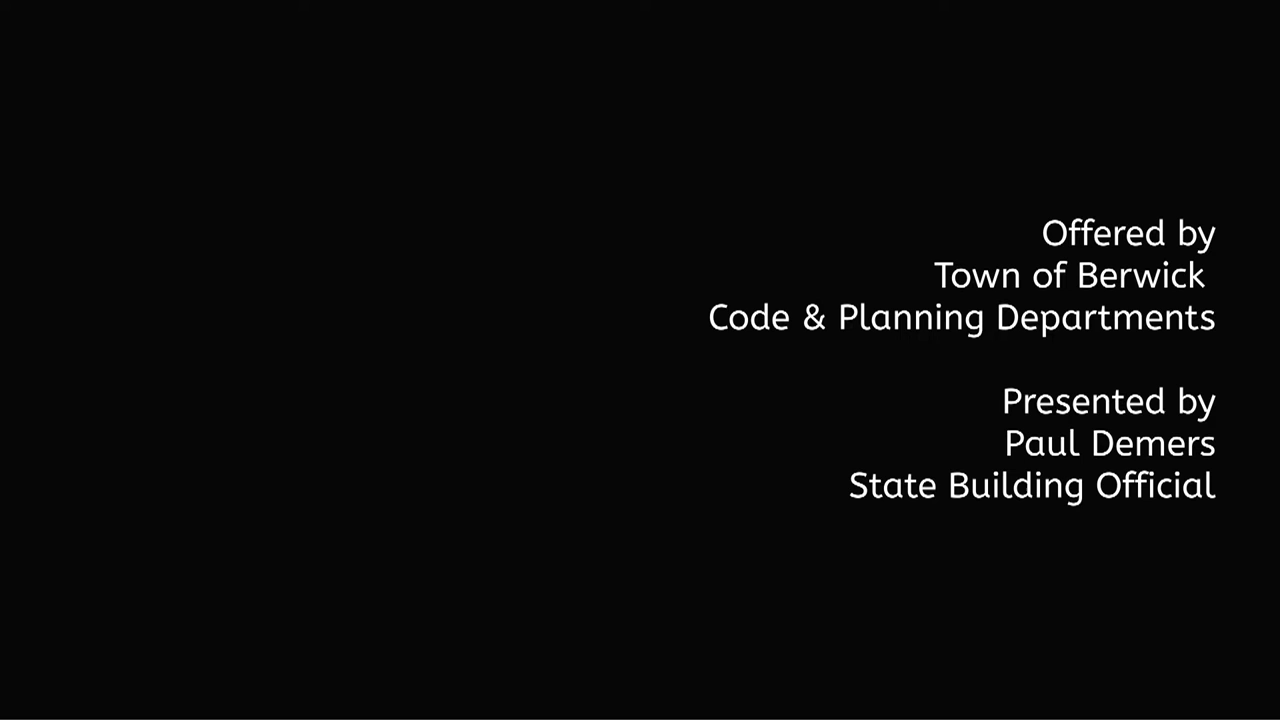 Offered by
Town of Berwick
Code & Planning Departments
Presented by
Paul Demers
State Building Official